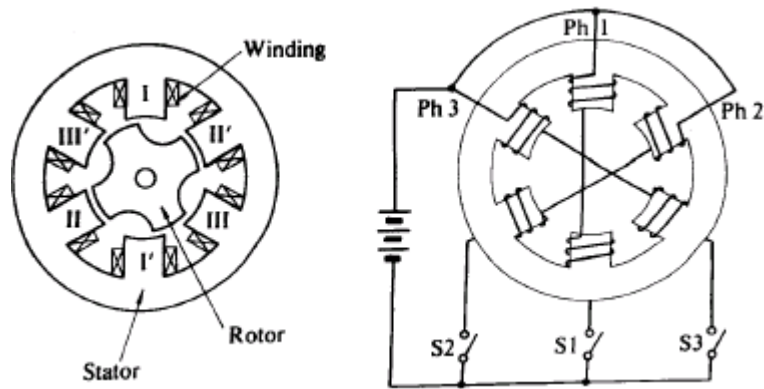 Winding
I
II'
III
I'
II
III'
Rotor
Stator
Ph 1
Ph 2
Ph 3
S2
S1
S3